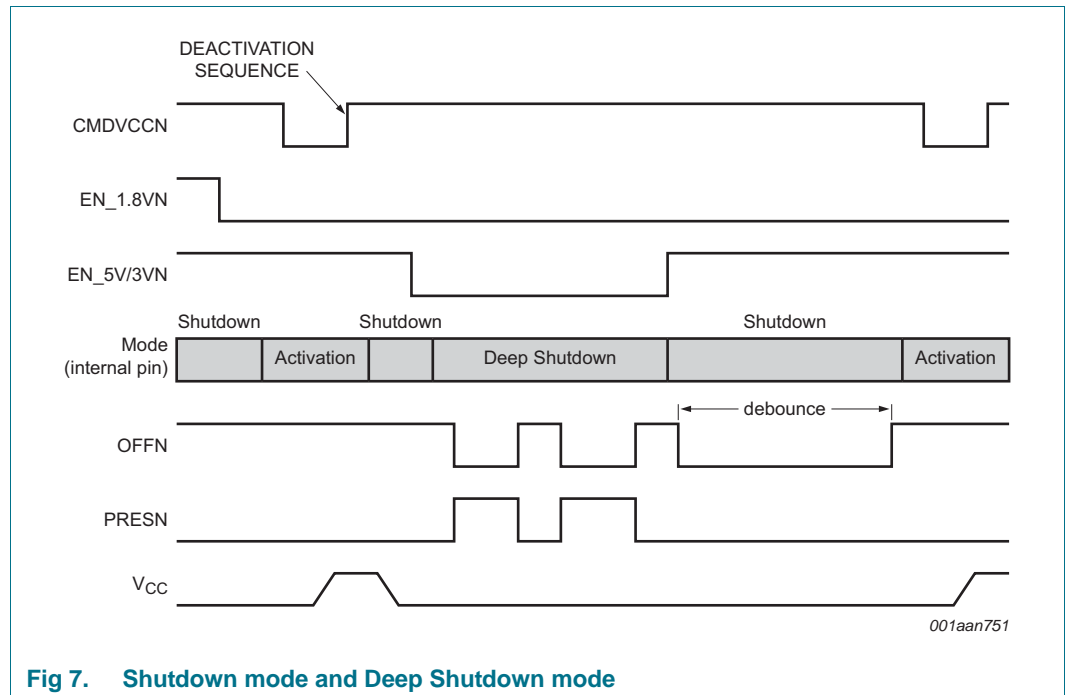 DEACTIVATION
SEQUENCE
CMDVCCN
EN_1.8VN
EN_5V/3VN
Shutdown Shutdown Shutdown
Mode
(internal pin)
Activation Deep Shutdown Activation
debounce
OFFN
PRESN
VCC
001aan751
Fig 7. Shutdown mode and Deep Shutdown mode